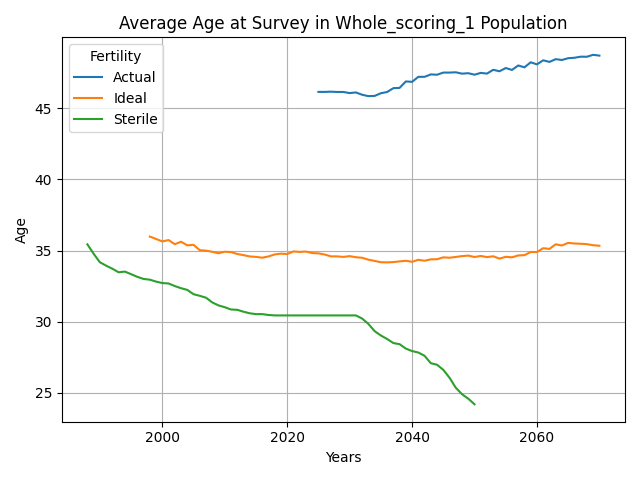 Average Age at Survey in Whole_scoring_1 Population
Fertility
Actual
Ideal
Sterile
45
40
35
30
25
Age
2000
2020
2040
2060
Years